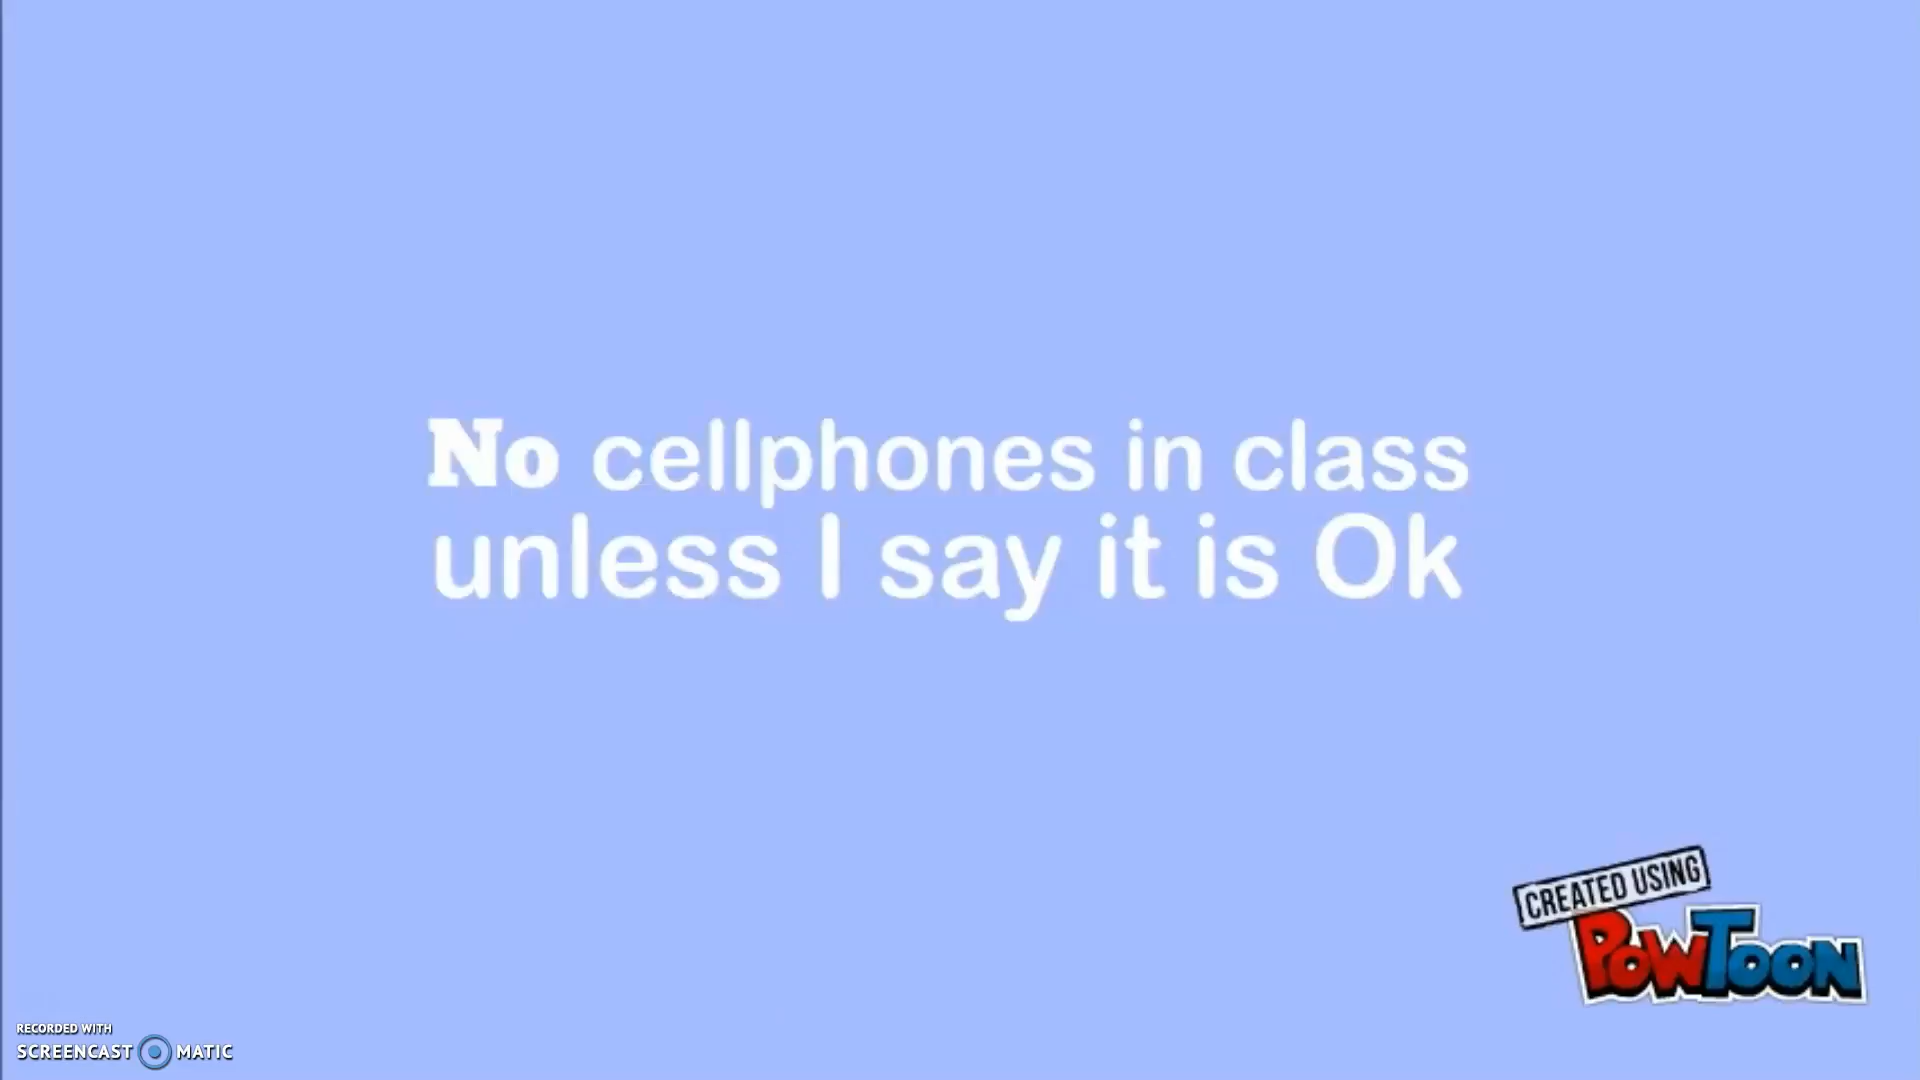 No cellphones in class
unless I say it is Ok
CREATED USING
POWTOON
RECORDED WITH
SCREENCAST MATIC